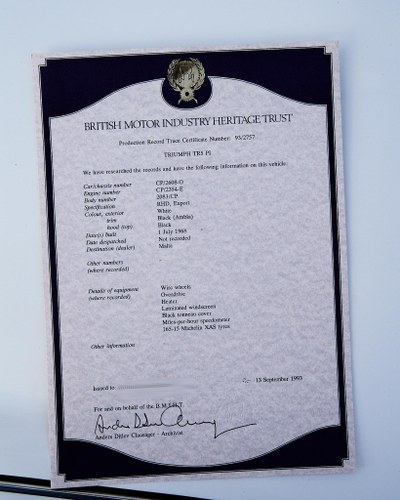 BRITISH MOTOR INDUSTRY HERITAGE TRUST
Production Record Trace Certificate Number: 93/2757
TRIUMPH TR5 PI
We have researched the records and have the following information on this vehicle:
Car/chassis number CP/2608-O
Engine number CP/2564-E
Body number 2093/CP
Specification RHD, Export
Colour, exterior White
trim Black (Ambla)
hood (top) Black
Date(s) built 1 July 1968
Date despatched Not recorded
Destination (dealer) Malta
Other numbers
(where recorded)
Details of equipment Wire wheels
(where recorded) Overdrive
Heater
Laminated windscreen
Black tonneau cover
Miles-per-hour speedometer
165-15 Michelin XAS tyres
Other information
Issued to 13 September 1993
For and on behalf of the B.M.I.H.T.
Anders Ditlev Clausager - Archivist